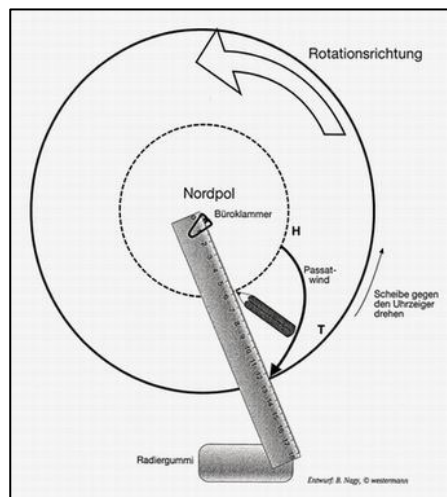 Rotationsrichtung
Nordpol
Büroklammer
H
Passat-
wind
Scheibe gegen
den Uhrzeiger
drehen
T
Radiergummi
Entwurf: B. Nagy, © westermann